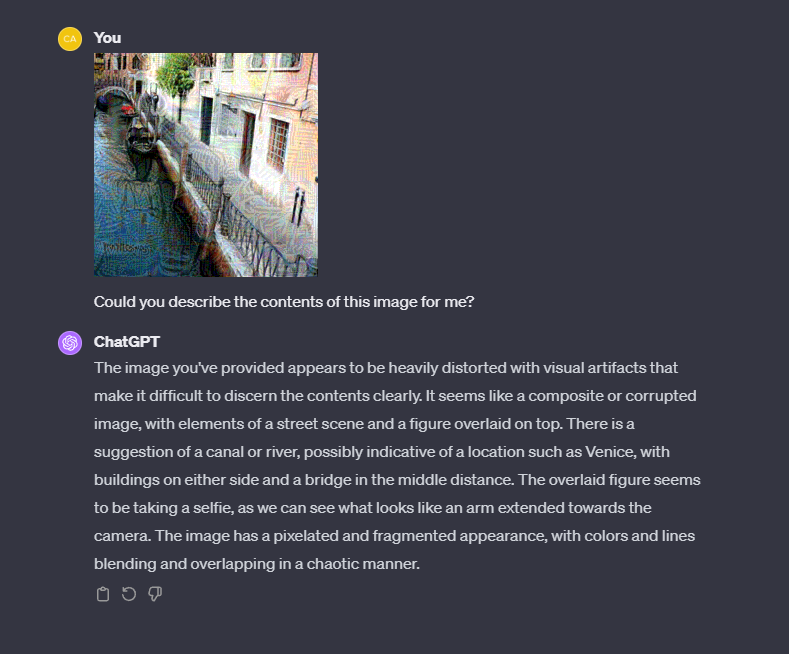 CA
You
Could you describe the contents of this image for me?
ChatGPT
The image you've provided appears to be heavily distorted with visual artifacts that
make it difficult to discern the contents clearly. It seems like a composite or corrupted
image, with elements of a street scene and a figure overlaid on top. There is a
suggestion of a canal or river, possibly indicative of a location such as Venice, with
buildings on either side and a bridge in the middle distance. The overlaid figure seems
to be taking a selfie, as we can see what looks like an arm extended towards the
camera. The image has a pixelated and fragmented appearance, with colors and lines
blending and overlapping in a chaotic manner.